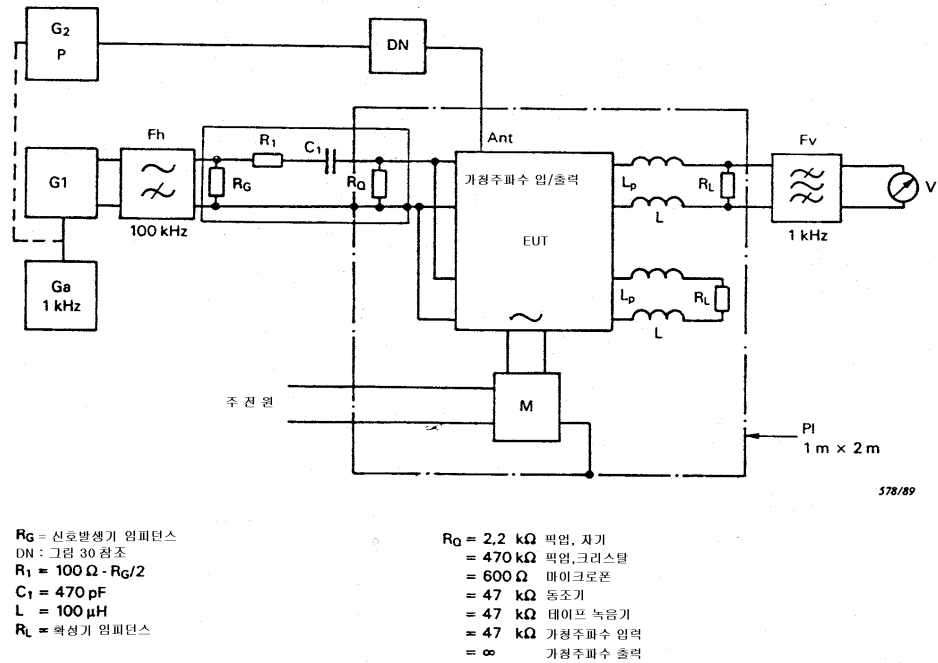 G2
P
DN
Fh
G1
100 kHz
Ga
1 kHz
R1
C1
RG
RQ
Ant
가청주파수 입/출력
EUT
Lp
L
RL
Lp
L
RL
Fv
1 kHz
V
주 전 원
M
Pl
1 m × 2 m
578/89
RG = 신호발생기 임피던스
DN : 그림 30 참조
R1 = 100 Ω - RG/2
C1 = 470 pF
L = 100 μH
RL = 확성기 임피던스
RQ = 2,2 kΩ 픽업, 자기
= 470 kΩ 픽업,크리스탈
= 600 Ω 마이크로폰
= 47 kΩ 동조기
= 47 kΩ 테이프 녹음기
= 47 kΩ 가청주파수 입력
= ∞ 가청주파수 출력